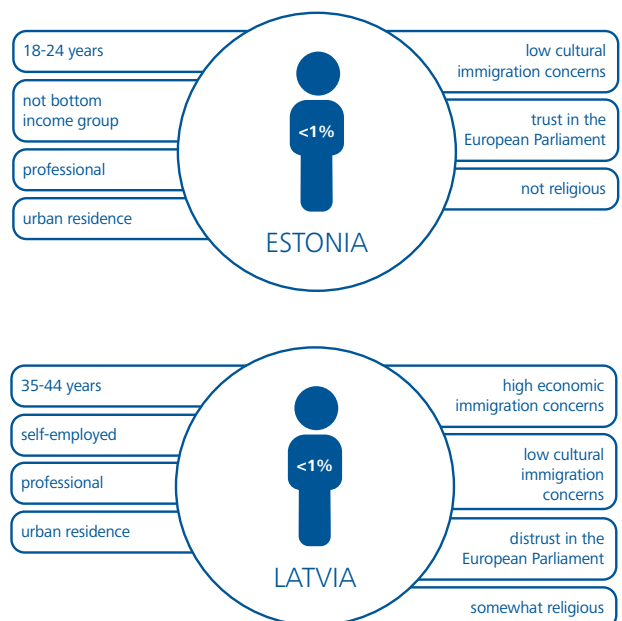 18-24 years
not bottom
income group
professional
urban residence
<1%
ESTONIA
low cultural
immigration concerns
trust in the
European Parliament
not religious
35-44 years
self-employed
professional
urban residence
<1%
LATVIA
high economic
immigration concerns
low cultural
immigration
concerns
distrust in the
European Parliament
somewhat religious